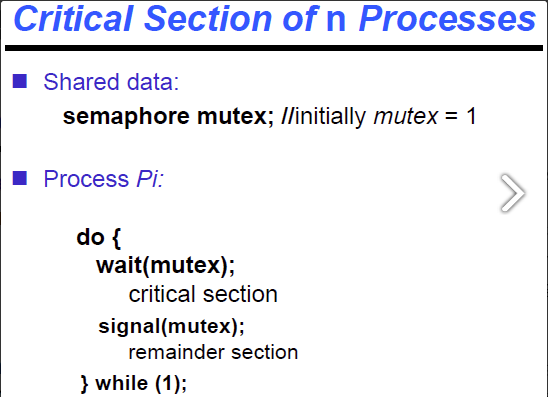 Critical Section of n Processes
Shared data:
semaphore mutex; //initially mutex = 1
Process Pi:
do {
wait(mutex);
critical section
signal(mutex);
remainder section
} while (1);